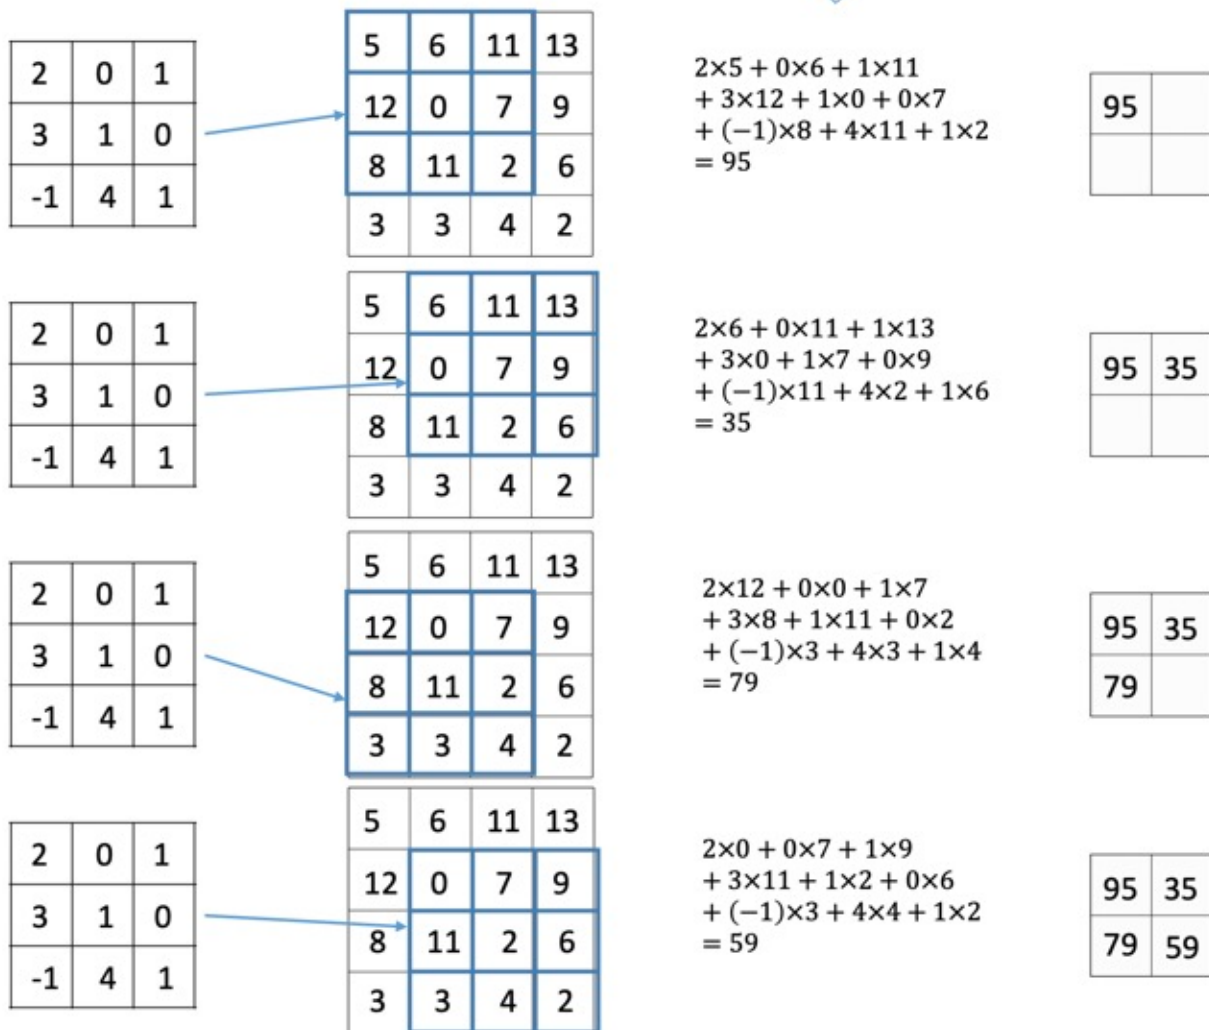 2 0 1
3 1 0
-1 4 1
5 6 11 13
12 0 7 9
8 11 2 6
3 3 4 2
2×5 + 0×6 + 1×11
+ 3×12 + 1×0 + 0×7
+ (−1)×8 + 4×11 + 1×2
= 95
95
2 0 1
3 1 0
-1 4 1
5 6 11 13
12 0 7 9
8 11 2 6
3 3 4 2
2×6 + 0×11 + 1×13
+ 3×0 + 1×7 + 0×9
+ (−1)×11 + 4×2 + 1×6
= 35
95 35
2 0 1
3 1 0
-1 4 1
5 6 11 13
12 0 7 9
8 11 2 6
3 3 4 2
2×12 + 0×0 + 1×7
+ 3×8 + 1×11 + 0×2
+ (−1)×3 + 4×3 + 1×4
= 79
95 35
79
2 0 1
3 1 0
-1 4 1
5 6 11 13
12 0 7 9
8 11 2 6
3 3 4 2
2×0 + 0×7 + 1×9
+ 3×11 + 1×2 + 0×6
+ (−1)×3 + 4×4 + 1×2
= 59
95 35
79 59